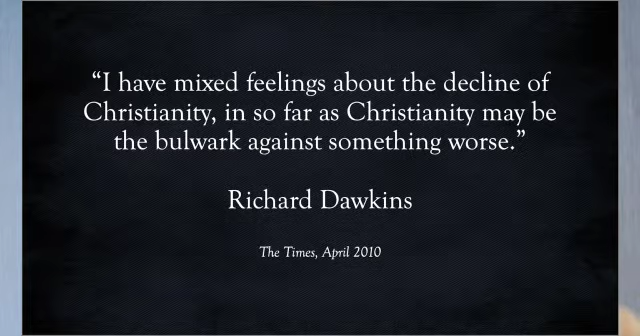 “I have mixed feelings about the decline of
Christianity, in so far as Christianity may be
the bulwark against something worse.”
Richard Dawkins
The Times, April 2010